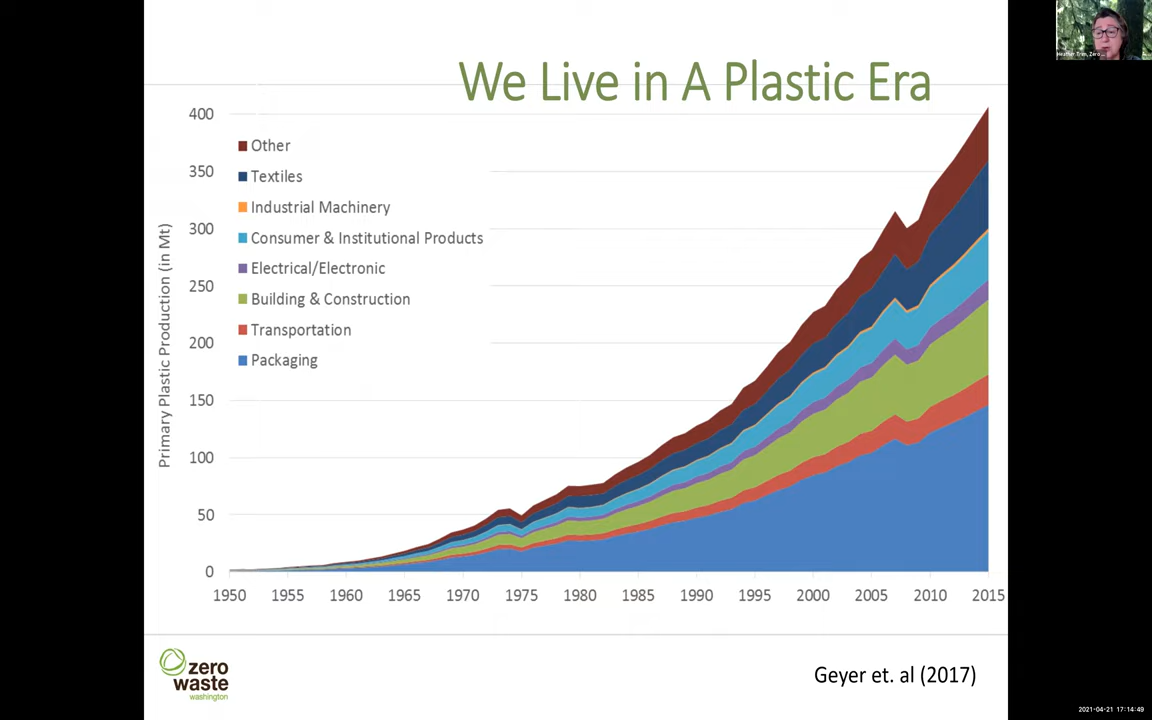 We Live in A Plastic Era
Heather Trim, Zero
400
350
300
250
200
150
100
50
0
Primary Plastic Production (in Mt)
Other
Textiles
Industrial Machinery
Consumer & Institutional Products
Electrical/Electronic
Building & Construction
Transportation
Packaging
1950 1955 1960 1965 1970 1975 1980 1985 1990 1995 2000 2005 2010 2015
zero
waste
washington
Geyer et. al (2017)
2021-04-21 17:14:49